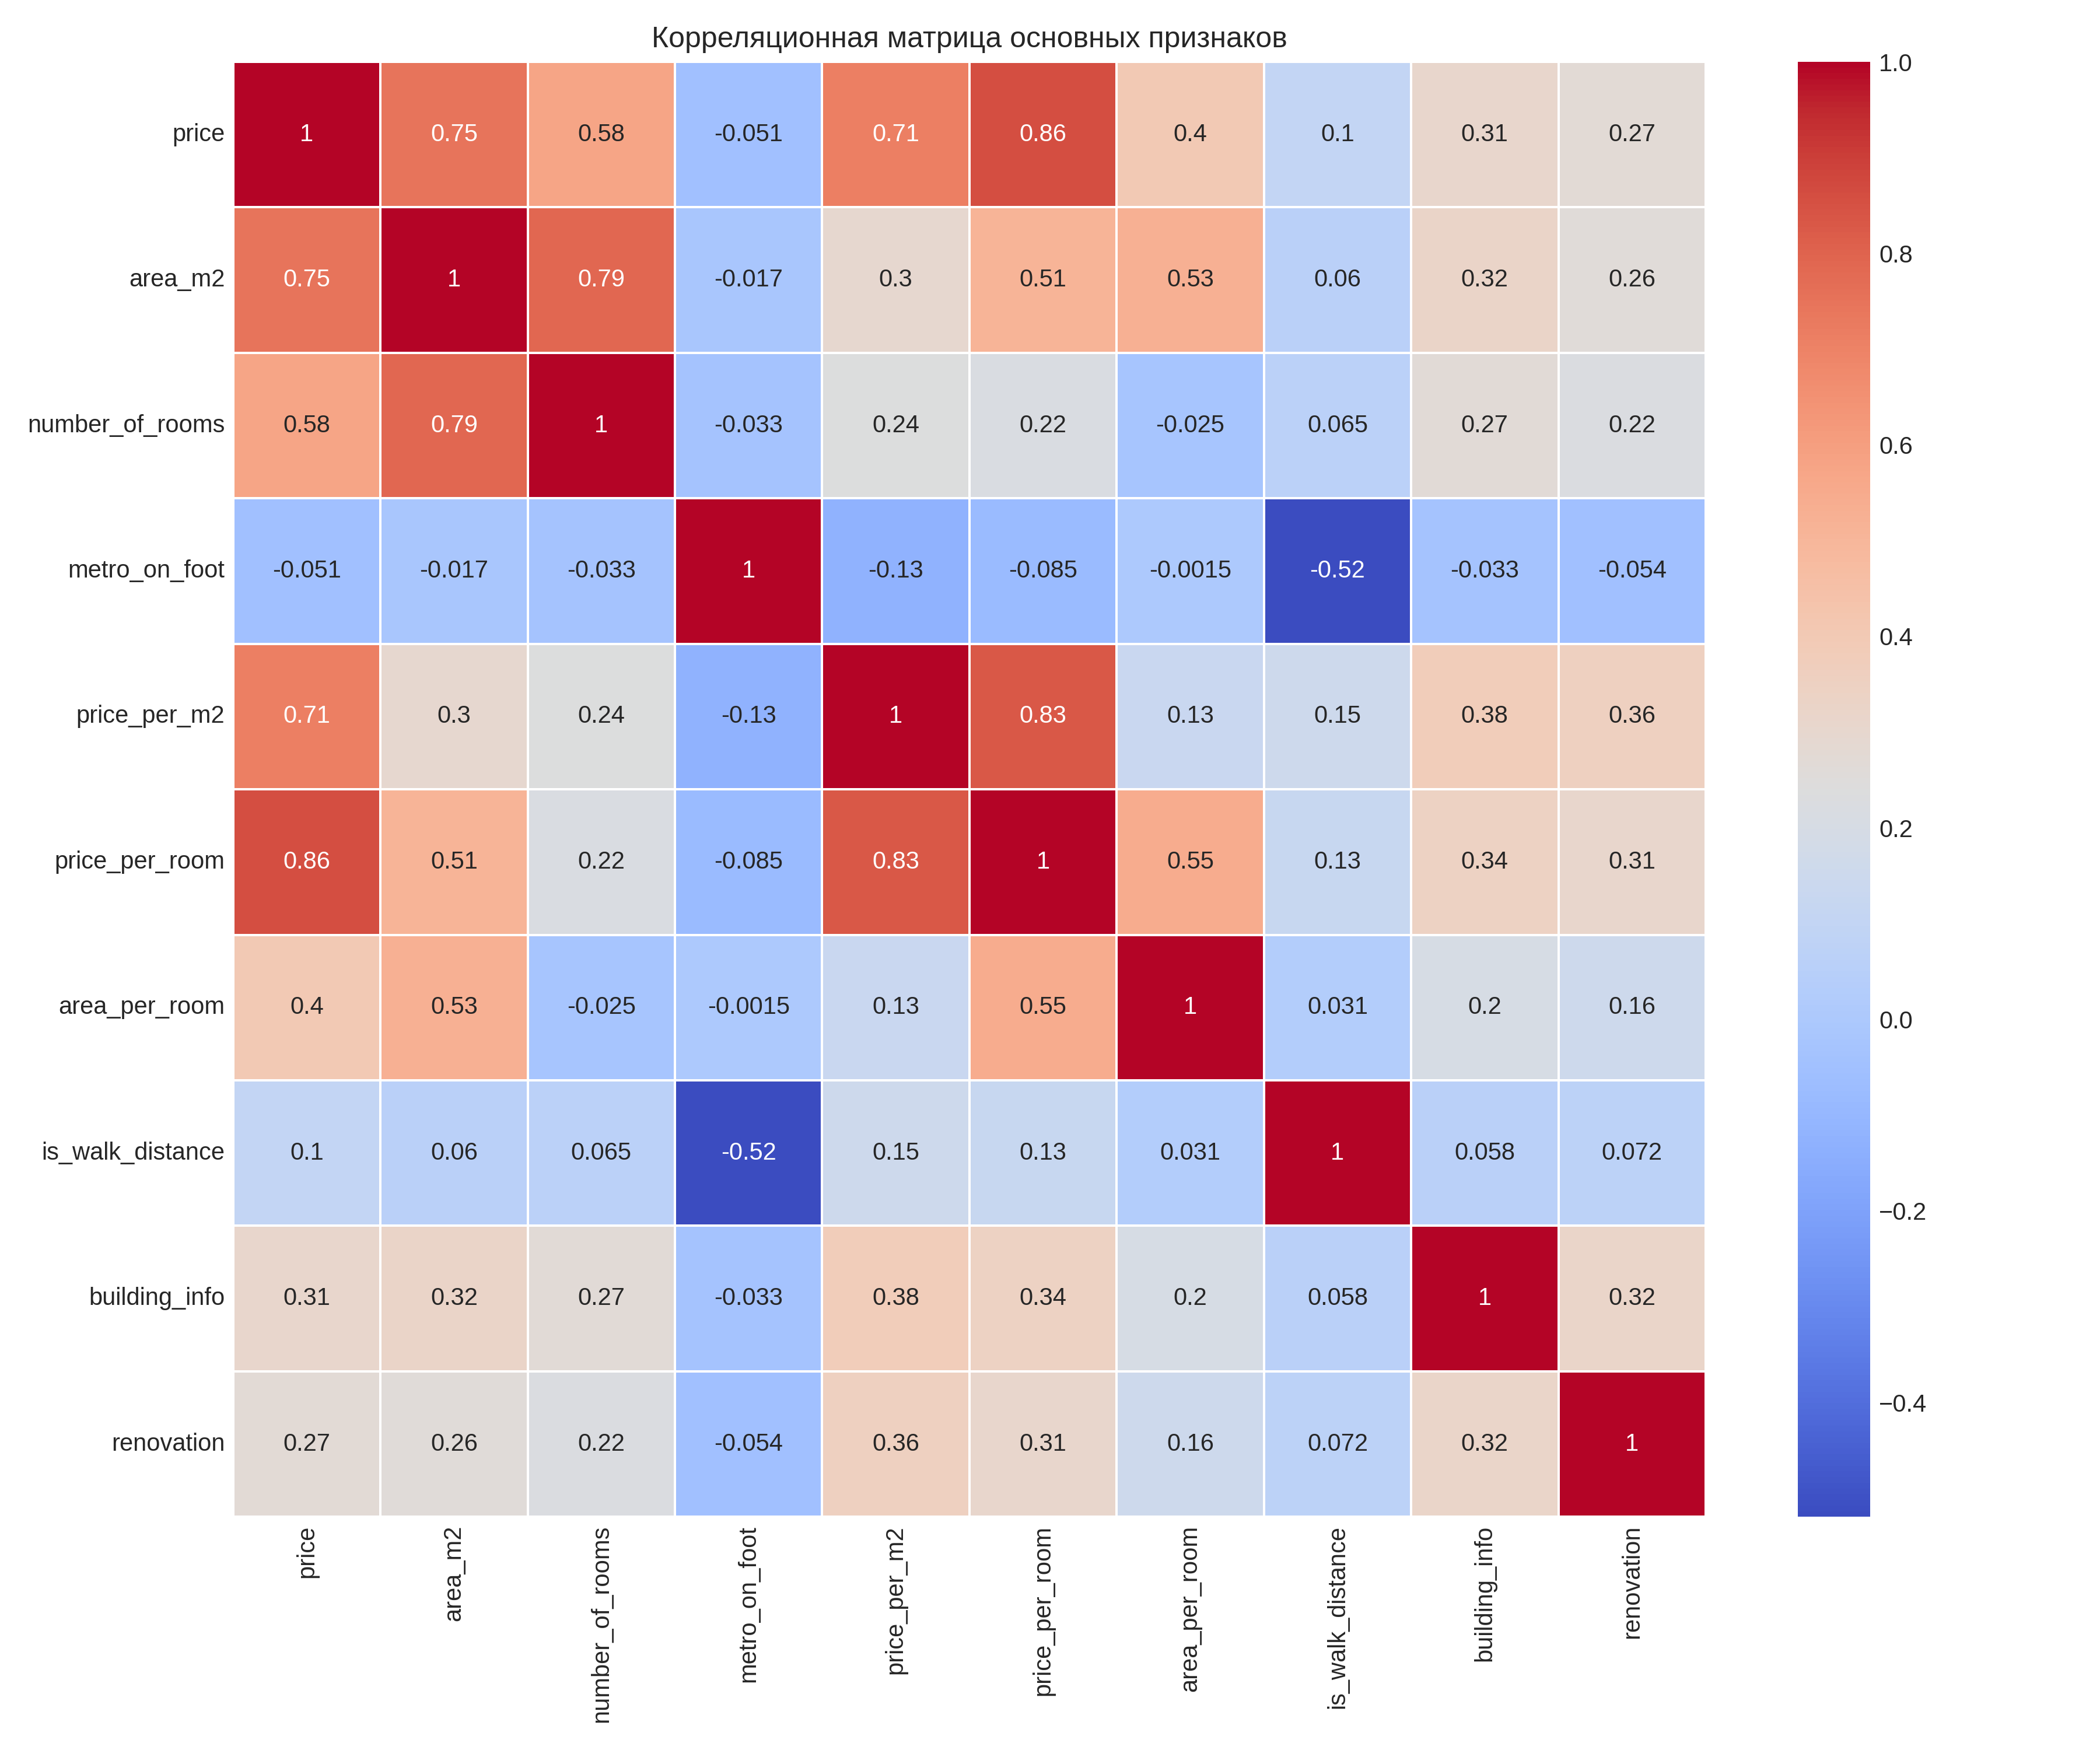 Корреляционная матрица основных признаков
price 1 0.75 0.58 -0.051 0.71 0.86 0.4 0.1 0.31 0.27
area_m2 0.75 1 0.79 -0.017 0.3 0.51 0.53 0.06 0.32 0.26
number_of_rooms 0.58 0.79 1 -0.033 0.24 0.22 -0.025 0.065 0.27 0.22
metro_on_foot -0.051 -0.017 -0.033 1 -0.13 -0.085 -0.0015 -0.52 -0.033 -0.054
price_per_m2 0.71 0.3 0.24 -0.13 1 0.83 0.13 0.15 0.38 0.36
price_per_room 0.86 0.51 0.22 -0.085 0.83 1 0.55 0.13 0.34 0.31
area_per_room 0.4 0.53 -0.025 -0.0015 0.13 0.55 1 0.031 0.2 0.16
is_walk_distance 0.1 0.06 0.065 -0.52 0.15 0.13 0.031 1 0.058 0.072
building_info 0.31 0.32 0.27 -0.033 0.38 0.34 0.2 0.058 1 0.32
renovation 0.27 0.26 0.22 -0.054 0.36 0.31 0.16 0.072 0.32 1
price
area_m2
number_of_rooms
metro_on_foot
price_per_m2
price_per_room
area_per_room
is_walk_distance
building_info
renovation
1.0
0.8
0.6
0.4
0.2
0.0
−0.2
−0.4